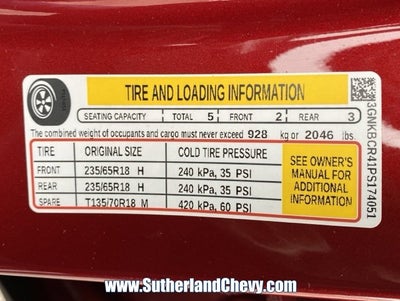 TIRE AND LOADING INFORMATION
SEATING CAPACITY TOTAL 5 FRONT 2 REAR 3
The combined weight of occupants and cargo must never exceed 928 kg or 2046 lbs.
TIRE ORIGINAL SIZE COLD TIRE PRESSURE
FRONT 235/65R18 H 240 kPa, 35 PSI
REAR 235/65R18 H 240 kPa, 35 PSI
SPARE T135/70R18 M 420 kPa, 60 PSI
SEE OWNER'S
MANUAL FOR
ADDITIONAL
INFORMATION
3GNKBCR41PS174051
www.SutherlandChevy.com